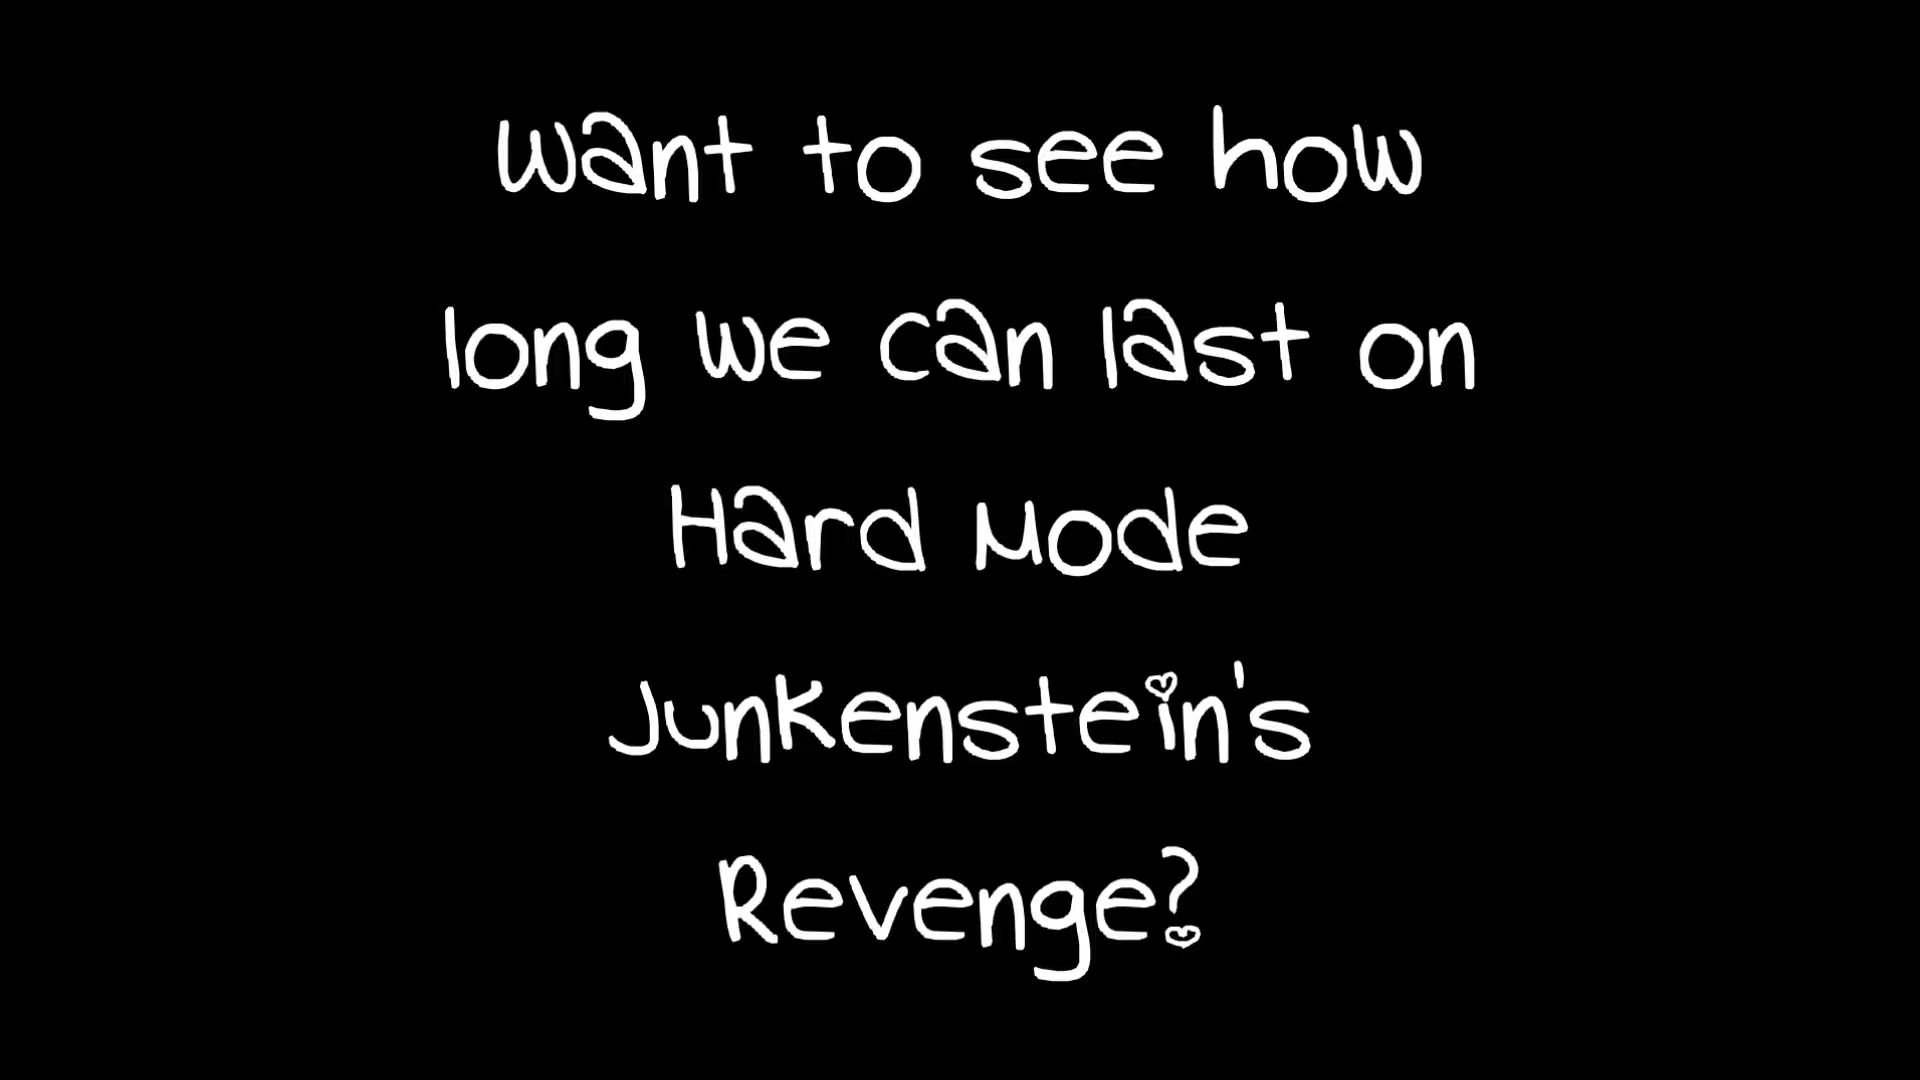 Want to see how
long we can last on
Hard Mode
Junkenstein's
Revenge?